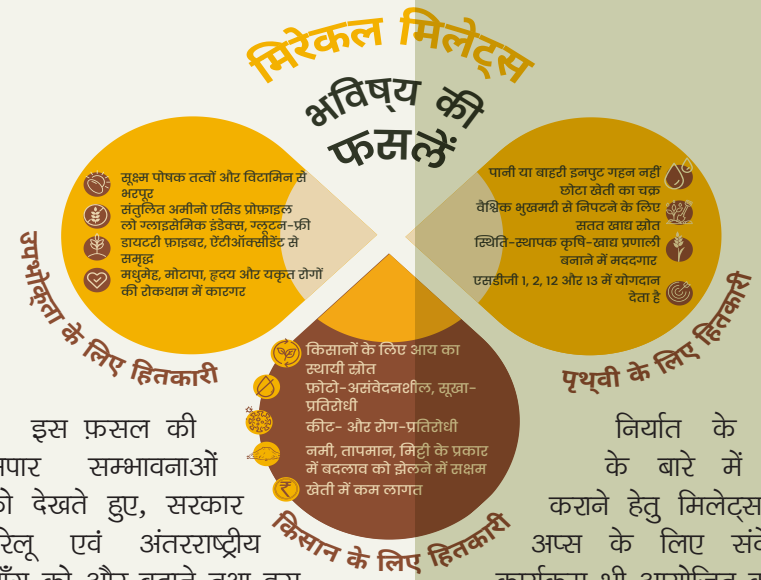 मिरेकल मिलेट्स
भविष्य की
फसलें
सूक्ष्म पोषक तत्वों और विटामिन से
भरपूर
संतुलित अमीनो एसिड प्रोफ़ाइल
लो ग्लाइसेमिक इंडेक्स, ग्लूटन-फ्री
डायटरी फ़ाइबर, ऐंटीऑक्सीडेंट से
समृद्ध
मधुमेह, मोटापा, हृदय और यकृत रोगों
की रोकथाम में कारगर
उपभोक्ता के लिए हितकारी
पानी या बाहरी इनपुट गहन नहीं
छोटा खेती का चक्र
वैश्विक भुखमरी से निपटने के लिए
सतत खाद्य स्रोत
स्थिति-स्थापक कृषि-खाद्य प्रणाली
बनाने में मददगार
एसडीजी 1, 2, 12 और 13 में योगदान
देता है
पृथ्वी के लिए हितकारी
किसानों के लिए आय का
स्थायी स्रोत
फ़ोटो-असंवेदनशील, सूखा-
प्रतिरोधी
कीट- और रोग-प्रतिरोधी
नमी, तापमान, मिट्टी के प्रकार
में बदलाव को झेलने में सक्षम
खेती में कम लागत
किसान के लिए हितकारी
इस फ़सल की
सम्भावनाओं
देखते हुए, सरकार
एवं अंतरराष्ट्रीय
निर्यात के
के बारे में
कराने हेतु मिलेट्स
अप्स के लिए